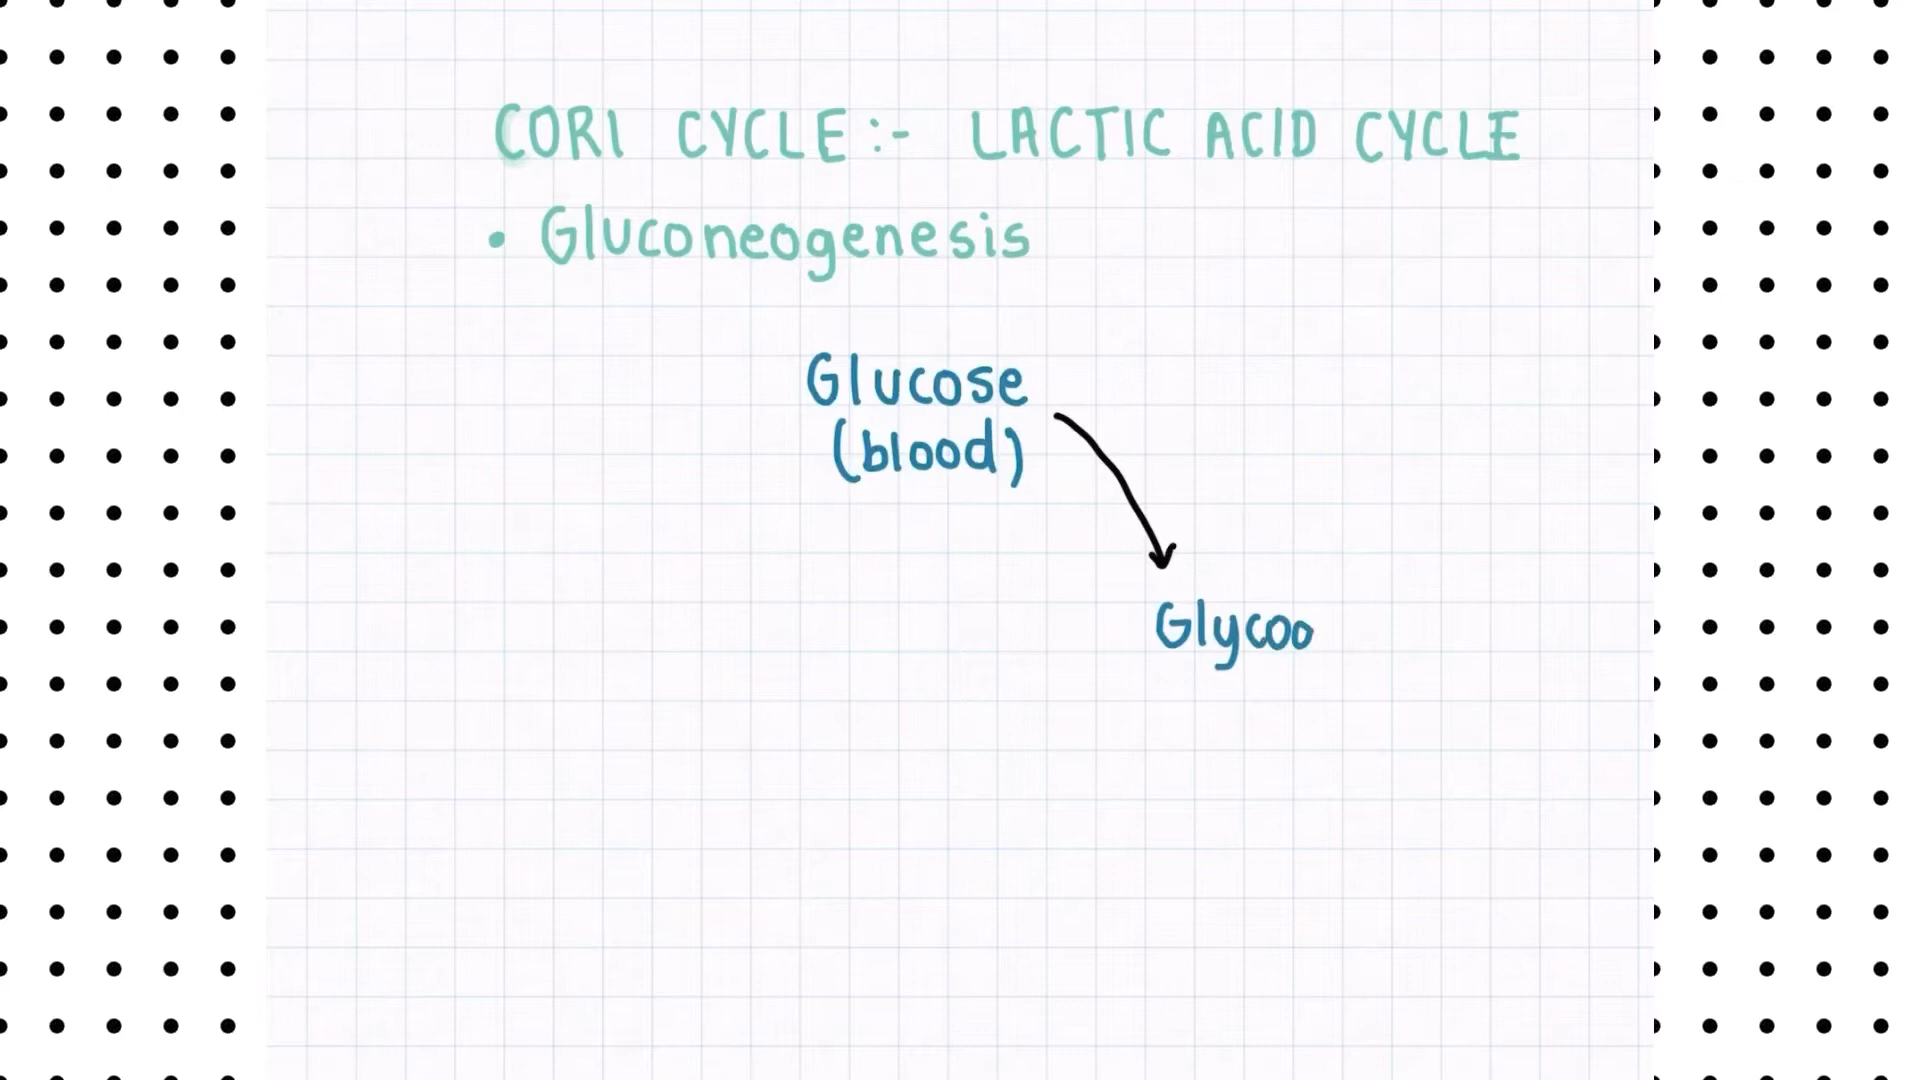 CORI CYCLE:- LACTIC ACID CYCLE
• Gluconeogenesis
Glucose
(blood)
Glycoo